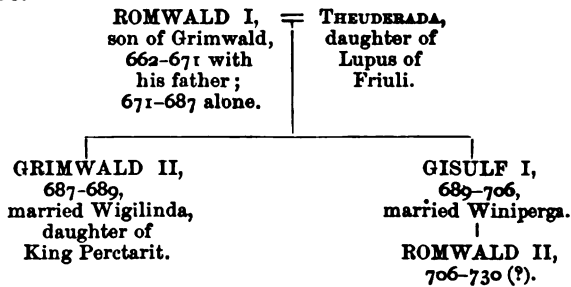 ROMWALD I, = THEUDERADA,
son of Grimwald, daughter of
662-671 with Lupus of
his father; Friuli.
671-687 alone.
GRIMWALD II,
687-689,
married Wigilinda,
daughter of
King Perctarit.
GISULF I,
689-706,
married Winiperga.
ROMWALD II,
706-730 (?).